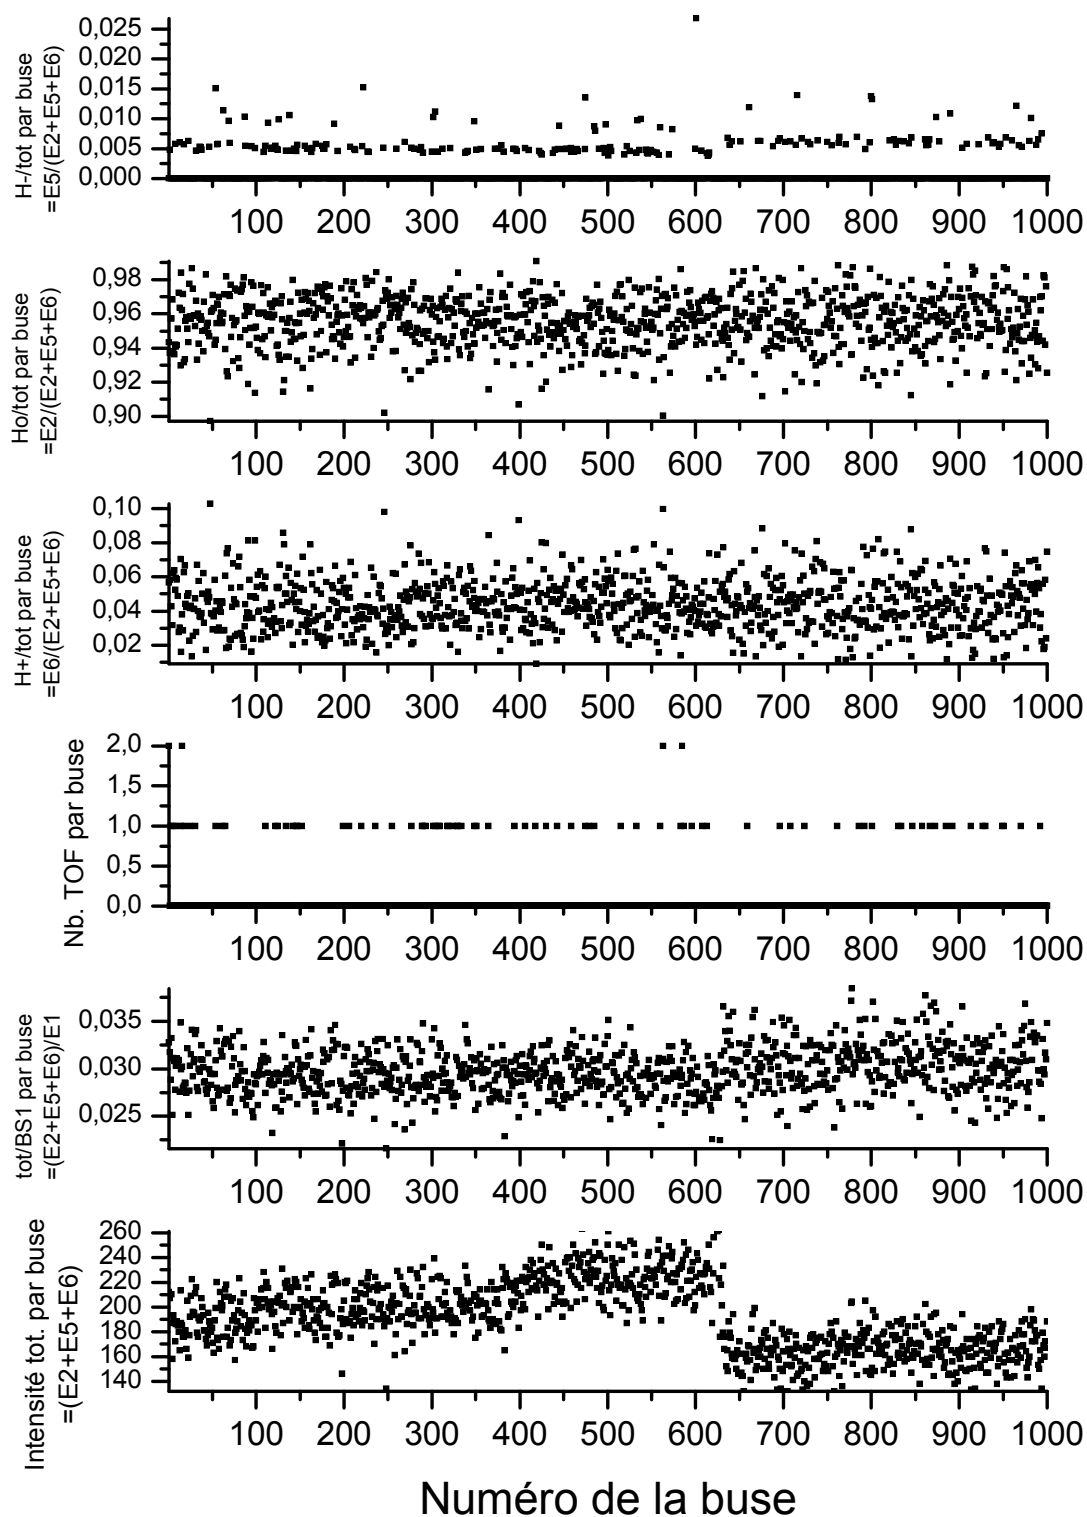 H-/tot par buse
=E5/(E2+E5+E6)
0,025
0,020
0,015
0,010
0,005
0,000
100 200 300 400 500 600 700 800 900 1000
Ho/tot par buse
=E2/(E2+E5+E6)
0,98
0,96
0,94
0,92
0,90
100 200 300 400 500 600 700 800 900 1000
H+/tot par buse
=E6/(E2+E5+E6)
0,10
0,08
0,06
0,04
0,02
100 200 300 400 500 600 700 800 900 1000
Nb. TOF par buse
2,0
1,5
1,0
0,5
0,0
100 200 300 400 500 600 700 800 900 1000
tot/BS1 par buse
=(E2+E5+E6)/E1
0,035
0,030
0,025
100 200 300 400 500 600 700 800 900 1000
Intensité tot. par buse
=(E2+E5+E6)
260
240
220
200
180
160
140
100 200 300 400 500 600 700 800 900 1000
Numéro de la buse